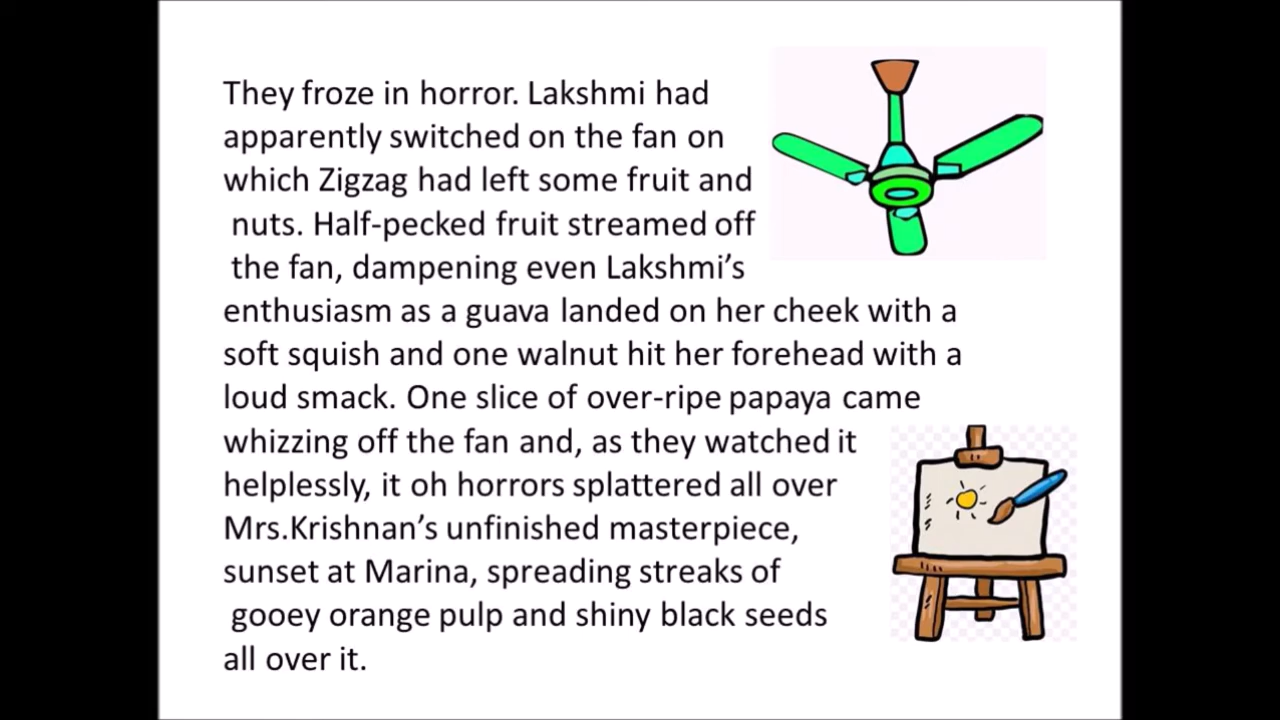 They froze in horror. Lakshmi had
apparently switched on the fan on
which Zigzag had left some fruit and
nuts. Half-pecked fruit streamed off
the fan, dampening even Lakshmi’s
enthusiasm as a guava landed on her cheek with a
soft squish and one walnut hit her forehead with a
loud smack. One slice of over-ripe papaya came
whizzing off the fan and, as they watched it
helplessly, it oh horrors splattered all over
Mrs.Krishnan’s unfinished masterpiece,
sunset at Marina, spreading streaks of
gooey orange pulp and shiny black seeds
all over it.